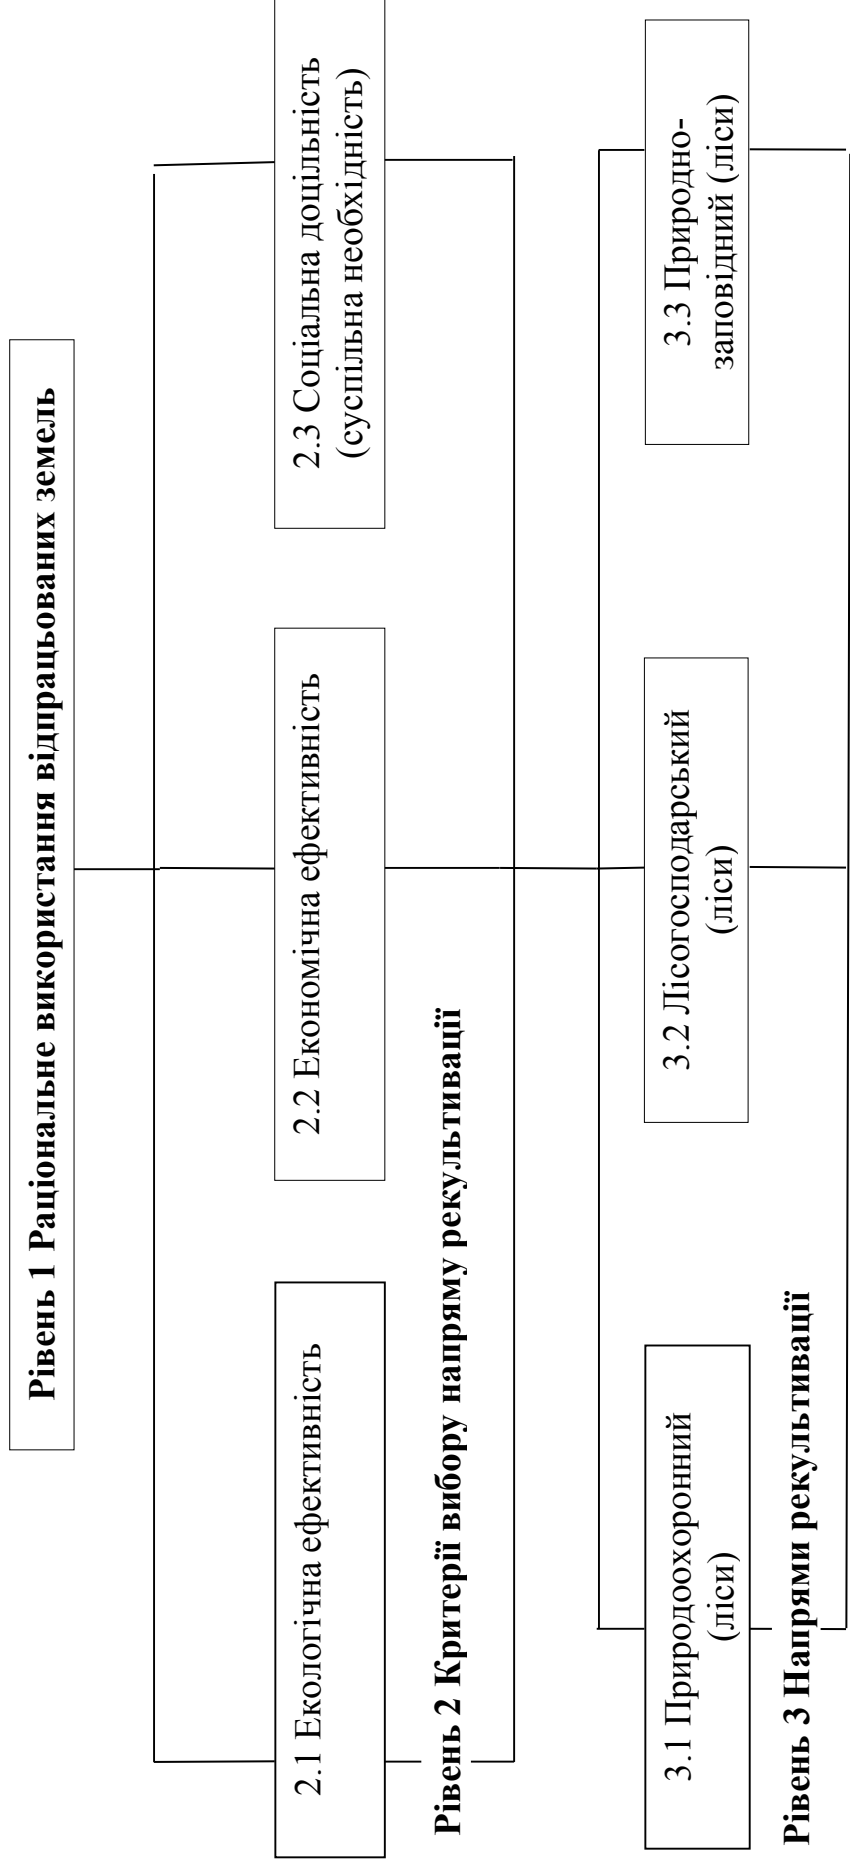 Рівень 1 Раціональне використання відпрацьованих земель
2.1 Екологічна ефективність
2.2 Економічна ефективність
2.3 Соціальна доцільність
(суспільна необхідність)
Рівень 2 Критерії вибору напряму рекультивації
3.1 Природоохоронний
(ліси)
3.2 Лісогосподарський
(ліси)
3.3 Природно-
заповідний (ліси)
Рівень 3 Напрями рекультивації